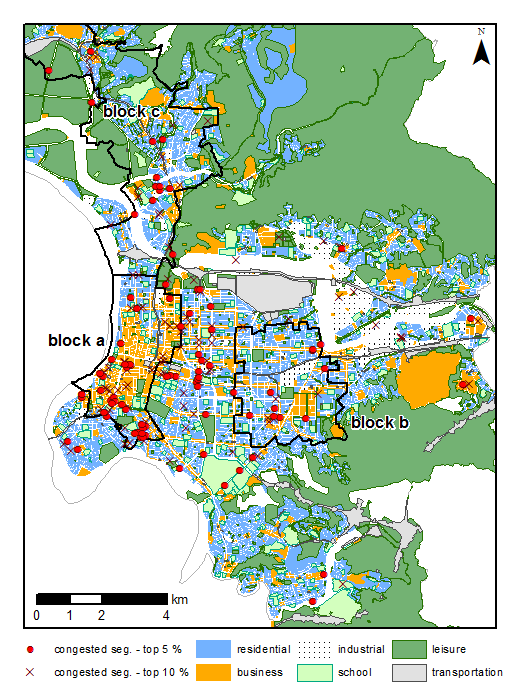 N
block c
block a
block b
km
0 1 2 4
congested seg. - top 5 % residential industrial leisure
congested seg. - top 10 % business school transportation